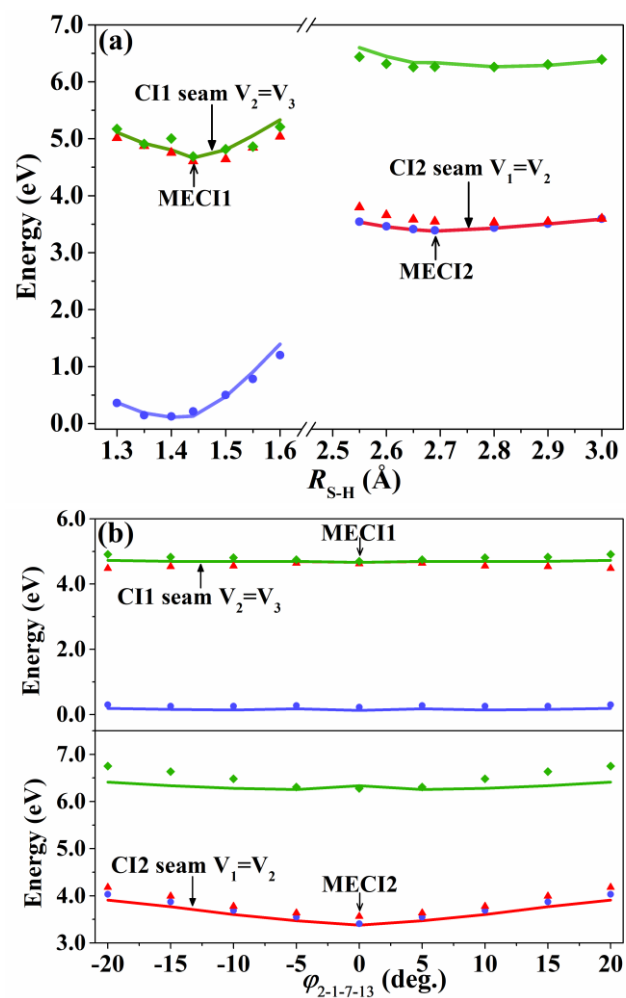 (a)
7.0
6.0
5.0
4.0
3.0
2.0
1.0
0.0
Energy (eV)
CI1 seam V2=V3
MECI1
CI2 seam V1=V2
MECI2
1.3 1.4 1.5 1.6 2.5 2.6 2.7 2.8 2.9 3.0
RS-H (Å)
(b)
6.0
4.0
2.0
0.0
Energy (eV)
MECI1
CI1 seam V2=V3
7.0
6.0
5.0
4.0
3.0
Energy (eV)
CI2 seam V1=V2
MECI2
-20 -15 -10 -5 0 5 10 15 20
φ2-1-7-13 (deg.)